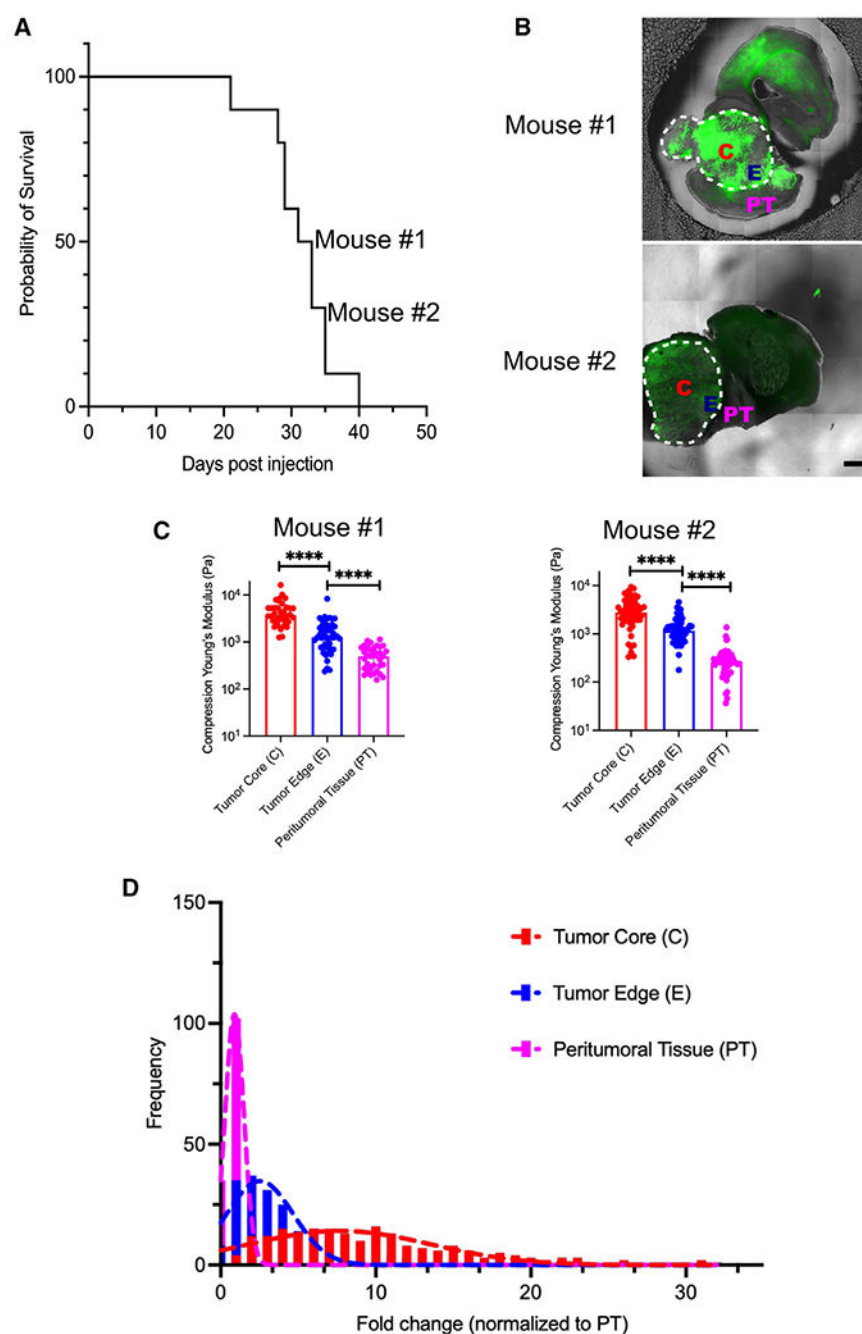 A
Probability of Survival
100
50
0
0 10 20 30 40 50
Days post injection
Mouse #1
Mouse #2
B
Mouse #1
C
E
PT
Mouse #2
C
E
PT
C
Mouse #1
**** ****
Compression Young's Modulus (Pa)
10⁴
10³
10²
10¹
Tumor Core (C)
Tumor Edge (E)
Peritumoral Tissue (PT)
Mouse #2
**** ****
Compression Young's Modulus (Pa)
10⁴
10³
10²
10¹
Tumor Core (C)
Tumor Edge (E)
Peritumoral Tissue (PT)
D
Frequency
150
100
50
0
0 10 20 30
Fold change (normalized to PT)
Tumor Core (C)
Tumor Edge (E)
Peritumoral Tissue (PT)